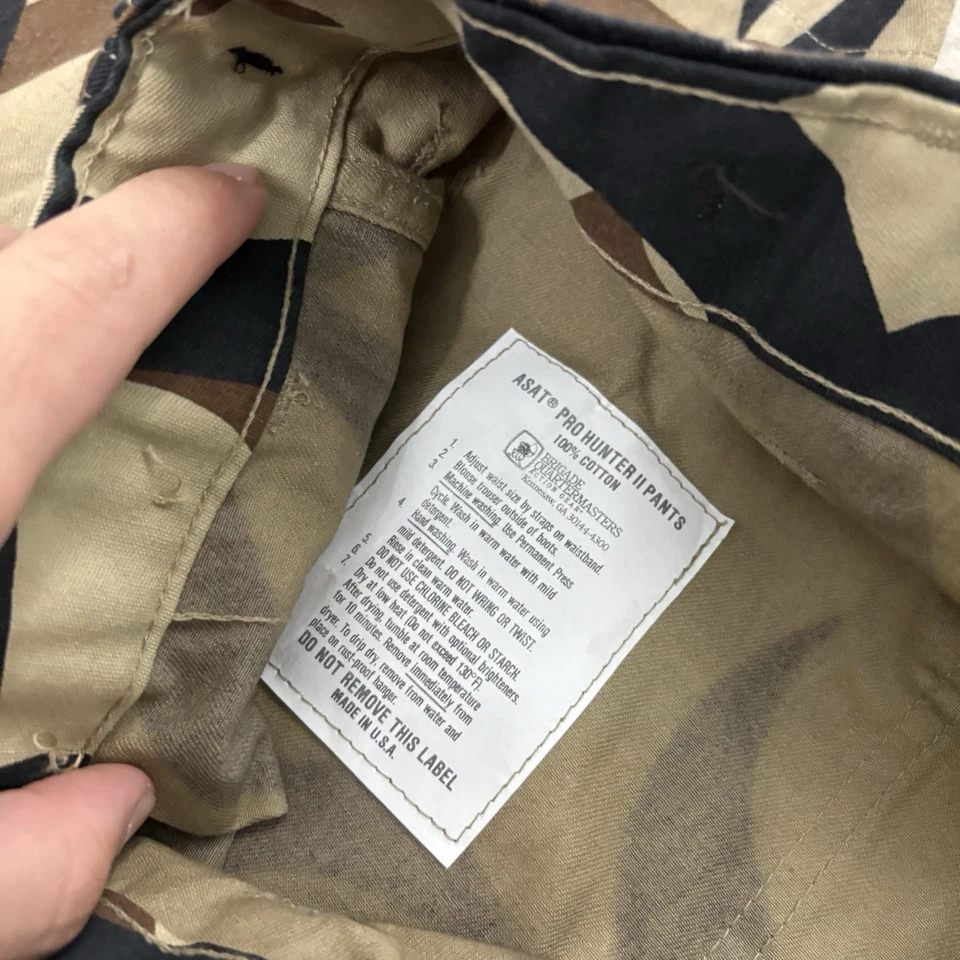 ASAT® PRO HUNTER II PANTS
100% COTTON
BRIGADE
QUARTERMASTERS
ACTION GEAR®
Kennesaw, GA 30144-4300
1. Adjust waist size by straps on waistband.
2. Blouse trouser outside of boots.
3. Machine washing. Use Permanent Press
Cycle. Wash in warm water with mild
detergent.
4. Hand washing. Wash in warm water using
mild detergent. DO NOT WRING OR TWIST.
Rinse in clean warm water.
5. DO NOT USE CHLORINE BLEACH OR STARCH.
6. Do not use detergent with optional brighteners.
7. Dry at low heat (Do not exceed 130°F).
After drying, tumble at room temperature
for 10 minutes. Remove immediately from
dryer. To drip dry, remove from water and
place on rust-proof hanger.
DO NOT REMOVE THIS LABEL
MADE IN U.S.A.